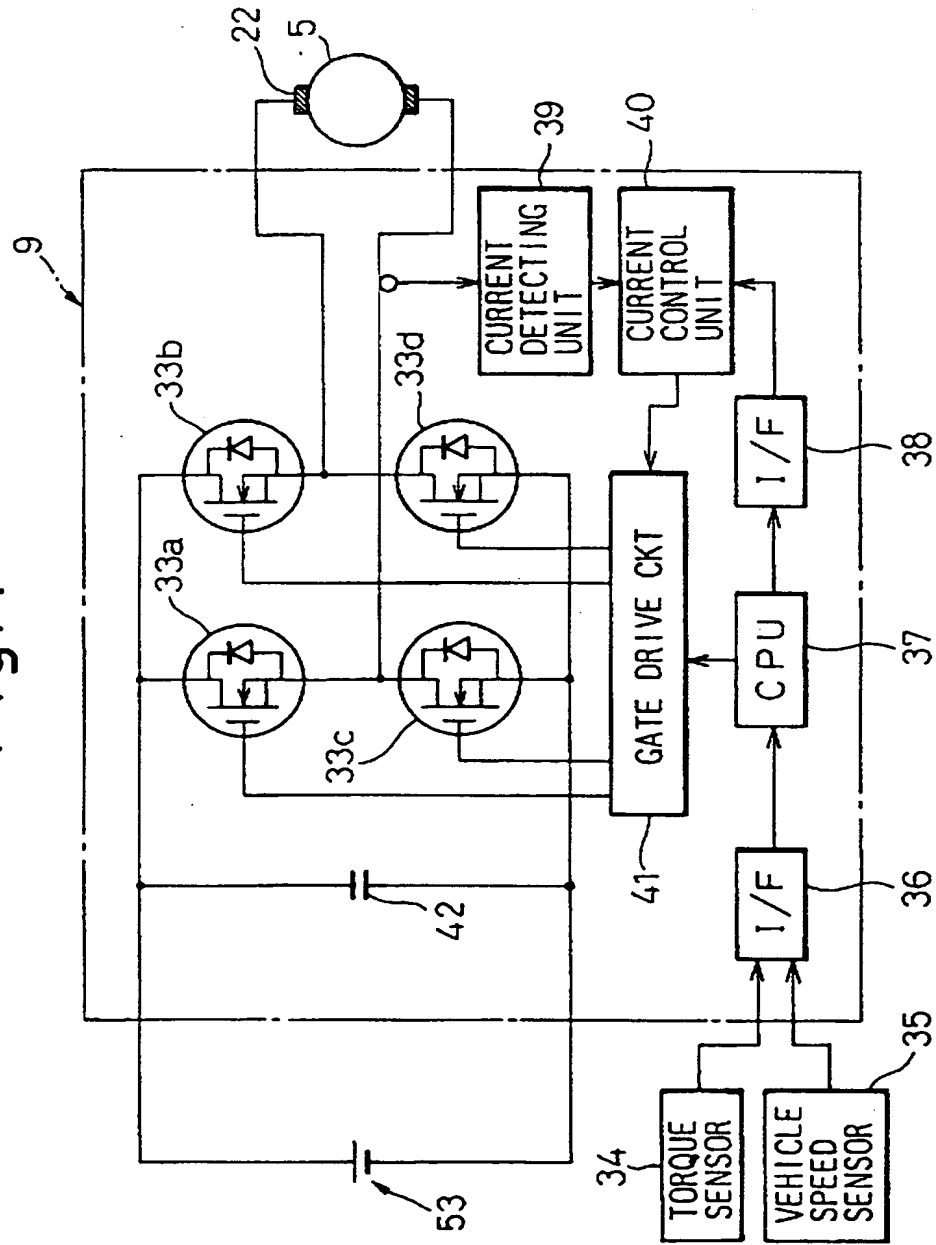 9
22
5
33a
33b
33c
33d
42
53
39
CURRENT
DETECTING
UNIT
40
CURRENT
CONTROL
UNIT
GATE DRIVE CKT
41
34
TORQUE
SENSOR
VEHICLE
SPEED
SENSOR
35
I/F
36
CPU
37
I/F
38